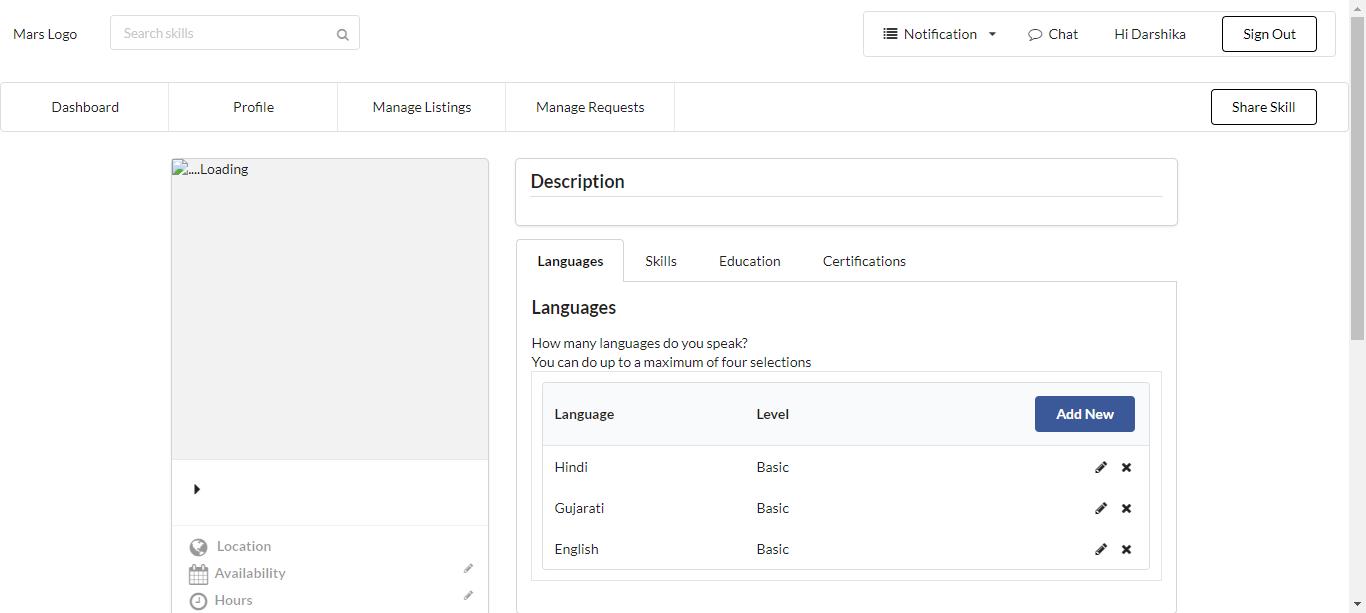 Mars Logo
Search skills
Notification
Chat
Hi Darshika
Sign Out
Dashboard
Profile
Manage Listings
Manage Requests
Share Skill
....Loading
Location
Availability
Hours
Description
Languages
Skills
Education
Certifications
Languages
How many languages do you speak?
You can do up to a maximum of four selections
Language
Level
Add New
Hindi
Basic
Gujarati
Basic
English
Basic